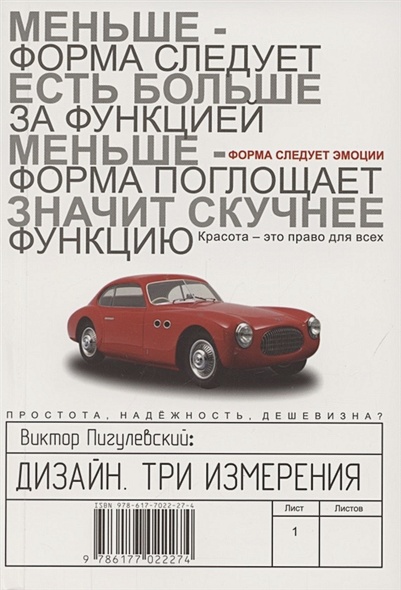 МЕНЬШЕ -
ФОРМА СЛЕДУЕТ
ЕСТЬ БОЛЬШЕ
ЗА ФУНКЦИЕЙ
МЕНЬШЕ - ФОРМА СЛЕДУЕТ ЭМОЦИИ
ФОРМА ПОГЛОЩАЕТ
ЗНАЧИТ СКУЧНЕЕ
ФУНКЦИЮ Красота – это право для всех
ПРОСТОТА, НАДЁЖНОСТЬ, ДЕШЕВИЗНА?
Виктор Пигулевский:
ДИЗАЙН. ТРИ ИЗМЕРЕНИЯ
ISBN 978-617-7022-27-4
9 786177 022274
Лист Листов
1